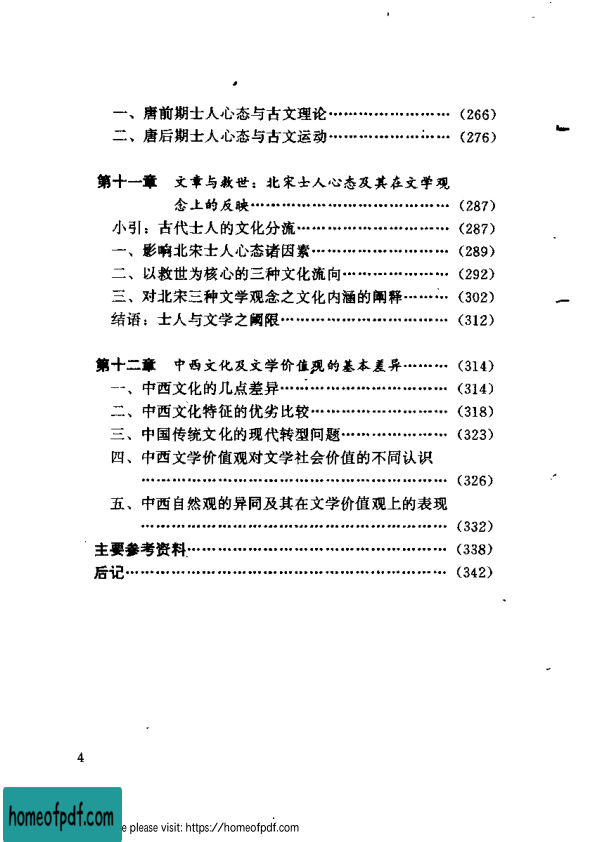 一、唐前期士人心态与古文理论……………………(266)
二、唐后期士人心态与古文运动……………………(276)
第十一章 文章与救世：北宋士人心态及其在文学观
念上的反映…………………………………(287)
小引：古代士人的文化分流…………………………(287)
一、影响北宋士人心态诸因素………………………(289)
二、以救世为核心的三种文化流向…………………(292)
三、对北宋三种文学观念之文化内涵的阐释………(302)
结语：士人与文学之阈限……………………………(312)
第十二章 中西文化及文学价值观的基本差异………(314)
一、中西文化的几点差异……………………………(314)
二、中西文化特征的优劣比较………………………(318)
三、中国传统文化的现代转型问题…………………(323)
四、中西文学价值观对文学社会价值的不同认识
……………………………………………………(326)
五、中西自然观的异同及其在文学价值观上的表现
……………………………………………………(332)
主要参考资料……………………………………………(338)
后记………………………………………………………(342)
4
homeofpdf.com
e please visit: https://homeofpdf.com